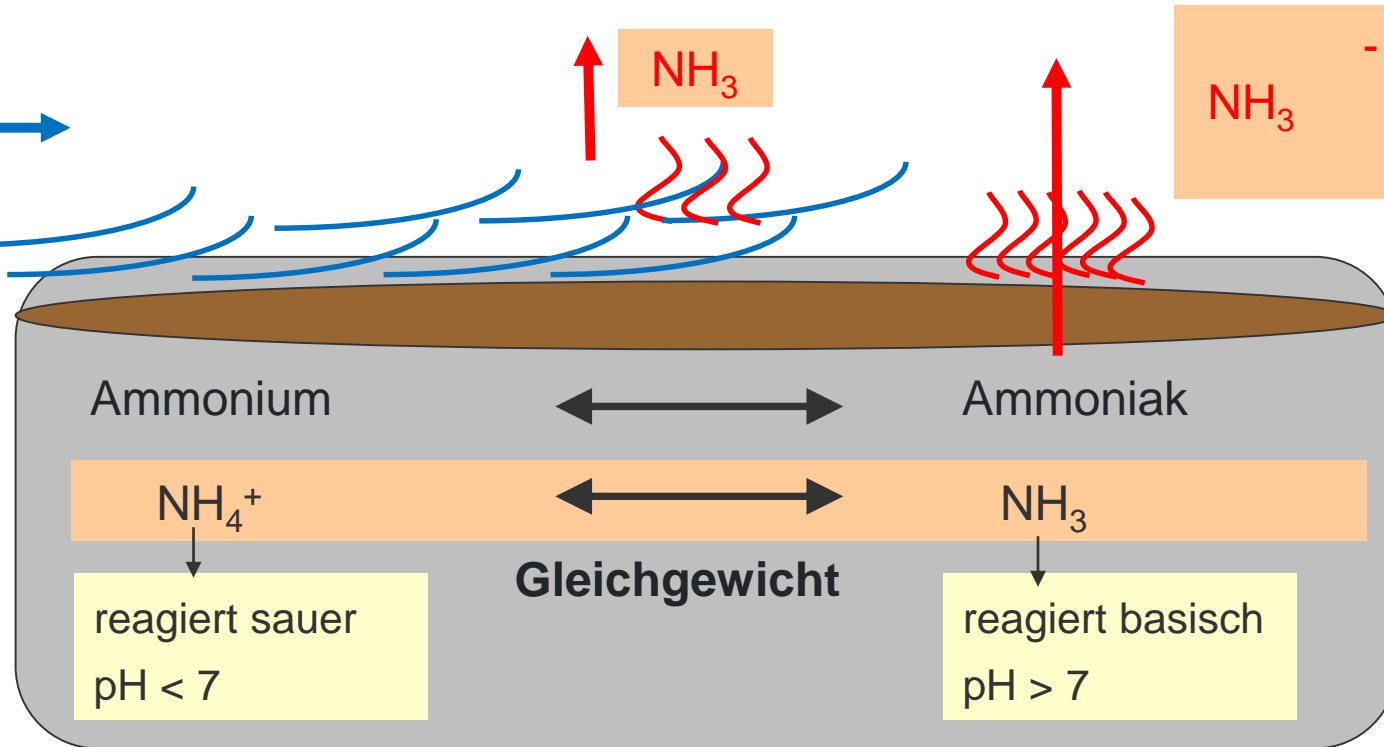 NH₃
-
NH₃
Ammonium
Ammoniak
NH₄⁺
NH₃
Gleichgewicht
reagiert sauer
pH < 7
reagiert basisch
pH > 7